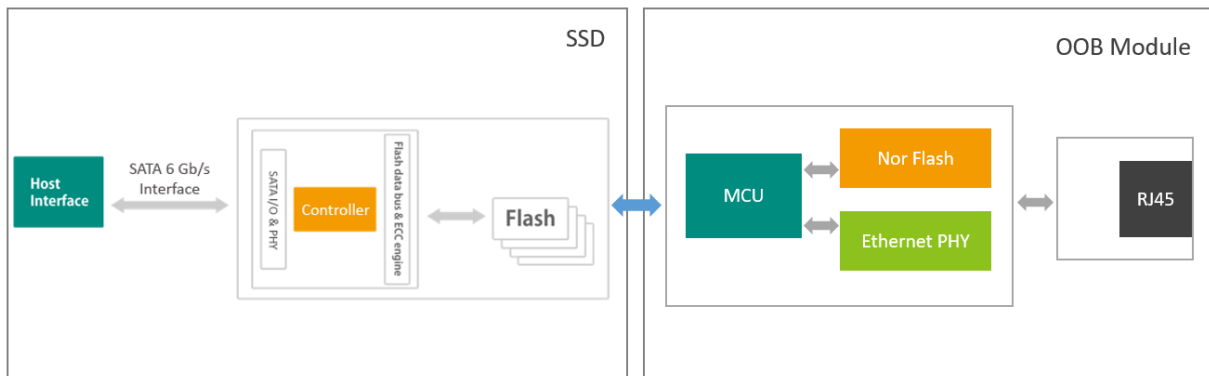 SSD
OOB Module
Host
Interface
SATA 6 Gb/s
Interface
SATA I/O & PHY
Controller
Flash data bus & ECC engine
Flash
MCU
Nor Flash
Ethernet PHY
RJ45